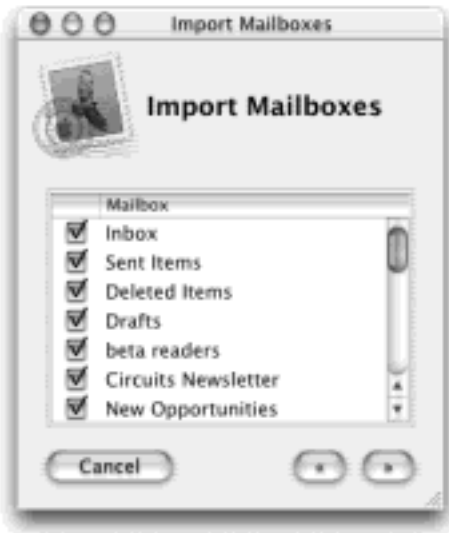 Import Mailboxes
Import Mailboxes
Mailbox
Inbox
Sent Items
Deleted Items
Drafts
beta readers
Circuits Newsletter
New Opportunities
Cancel
« »